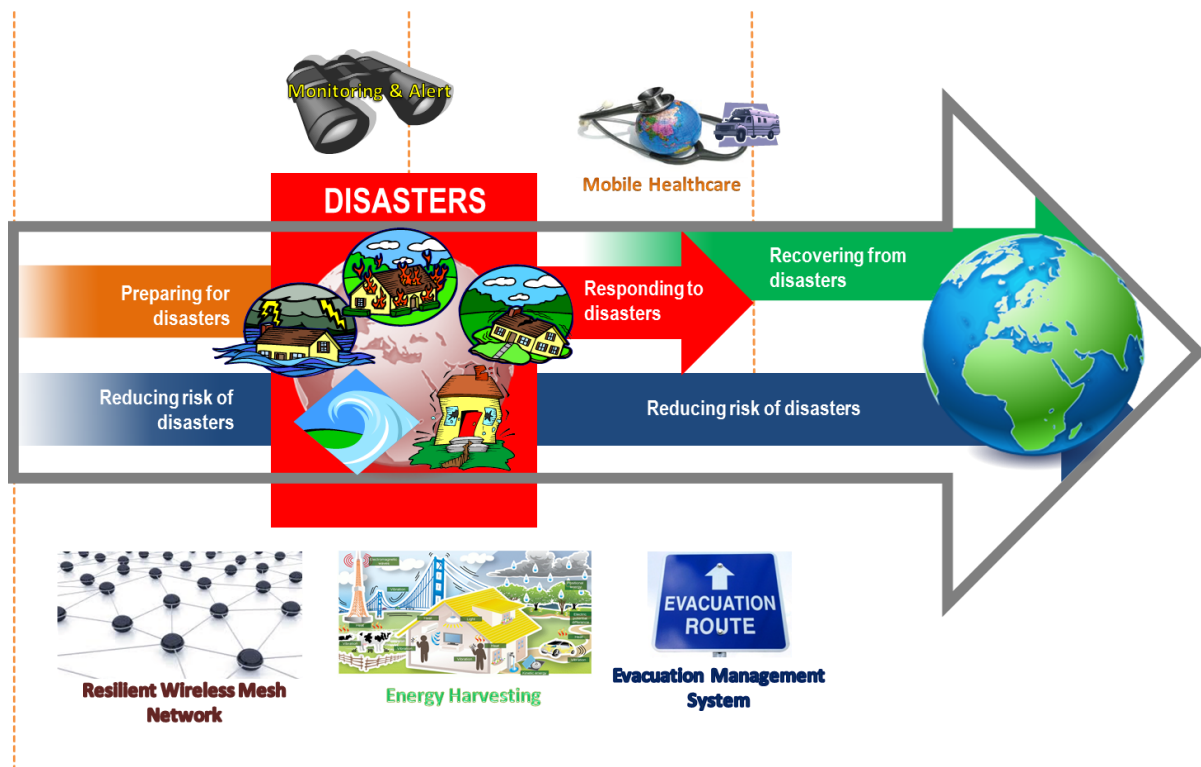 Monitoring & Alert
Mobile Healthcare
DISASTERS
Preparing for
disasters
Responding to
disasters
Recovering from
disasters
Reducing risk of
disasters
Reducing risk of disasters
EVACUATION
ROUTE
Resilient Wireless Mesh
Network
Energy Harvesting
Evacuation Management
System